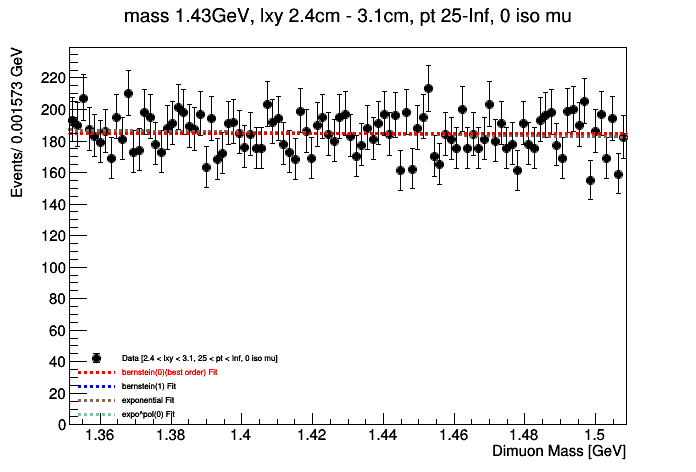 mass 1.43GeV, lxy 2.4cm - 3.1cm, pt 25-Inf, 0 iso mu
Events/ 0.001573 GeV
220
200
180
160
140
120
100
80
60
40
20
0
Data [2.4 < lxy < 3.1, 25 < pt < Inf, 0 iso mu]
bernstein(0)(best order) Fit
bernstein(1) Fit
exponential Fit
expo^pol(0) Fit
1.36 1.38 1.4 1.42 1.44 1.46 1.48 1.5
Dimuon Mass [GeV]